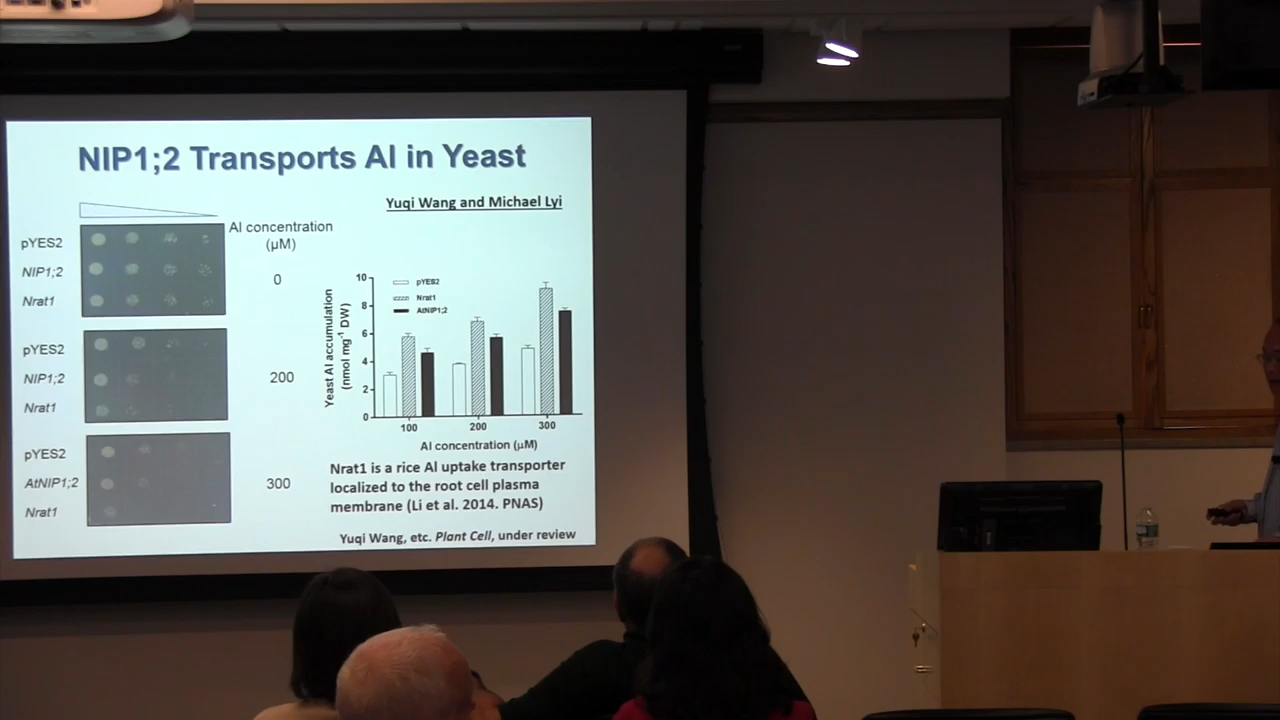 NIP1;2 Transports Al in Yeast
Yuqi Wang and Michael Lyi
Al concentration
(µM)
pYES2
NIP1;2
Nrat1
0
pYES2
NIP1;2
Nrat1
200
pYES2
AtNIP1;2
Nrat1
300
Yeast Al accumulation
(nmol mg-1 DW)
10
8
6
4
2
0
pYES2
Nrat1
AtNIP1;2
100
200
300
Al concentration (µM)
Nrat1 is a rice Al uptake transporter
localized to the root cell plasma
membrane (Li et al. 2014. PNAS)
Yuqi Wang, etc. Plant Cell, under review